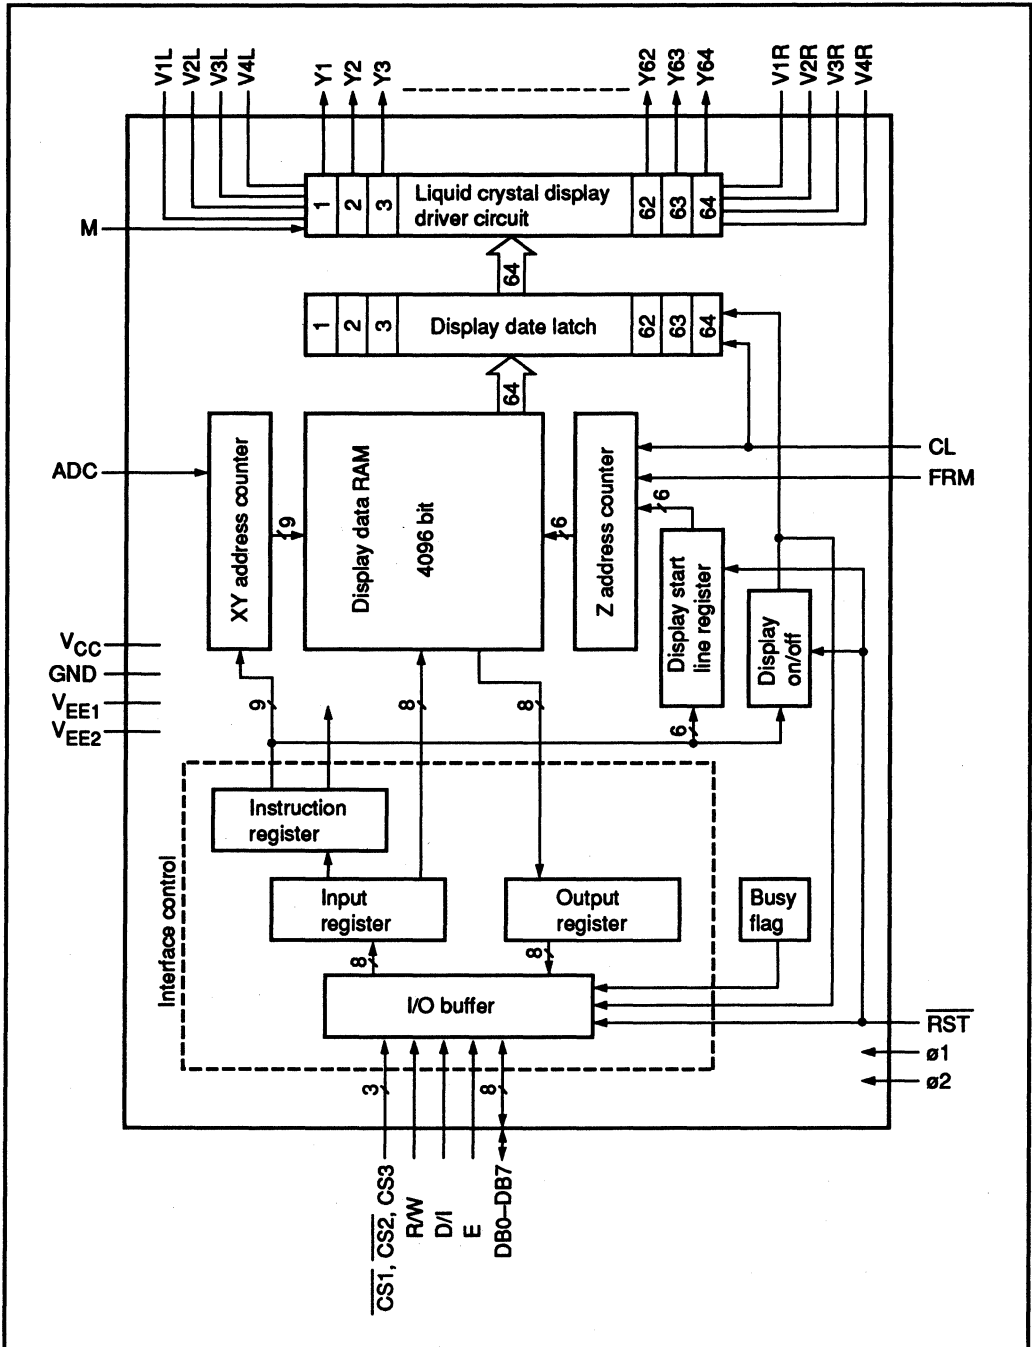 V1L
V2L
V3L
V4L
Y1
Y2
Y3
Y62
Y63
Y64
V1R
V2R
V3R
V4R
M
1
2
3
Liquid crystal display
driver circuit
62
63
64
64
1
2
3
Display date latch
62
63
64
64
ADC
XY address counter
9
Display data RAM
4096 bit
6
Z address counter
CL
FRM
6
Display start
line register
Display
on/off
VCC
GND
VEE1
VEE2
9
8
8
6
Interface control
Instruction
register
Input
register
Output
register
Busy
flag
8
8
I/O buffer
RST
ø1
ø2
3
8
CS1, CS2, CS3
R/W
D/I
E
DB0–DB7